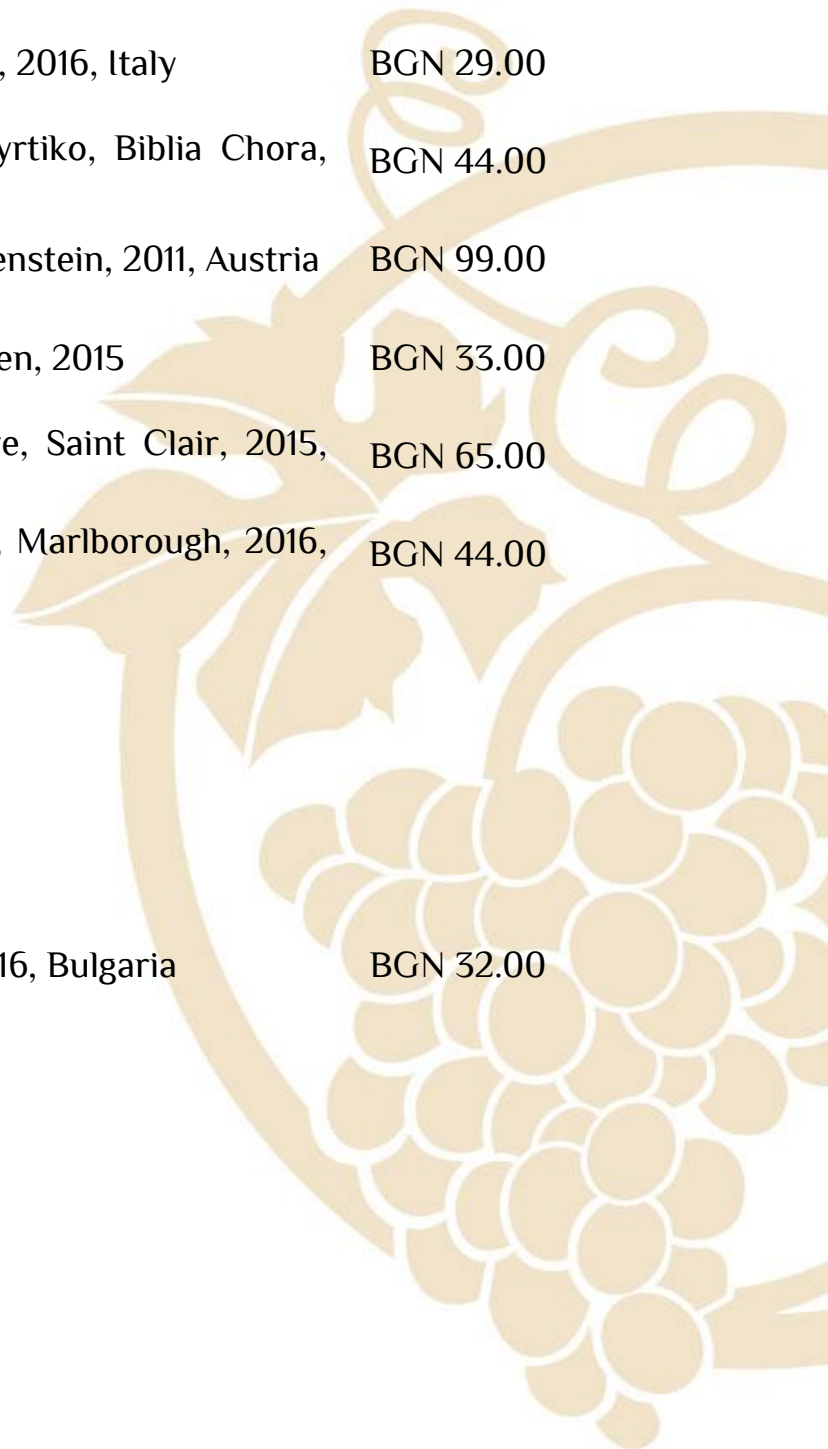 , 2016, Italy BGN 29.00
yrtiko, Biblia Chora, BGN 44.00
enstein, 2011, Austria BGN 99.00
en, 2015 BGN 33.00
e, Saint Clair, 2015, BGN 65.00
, Marlborough, 2016, BGN 44.00
16, Bulgaria BGN 32.00